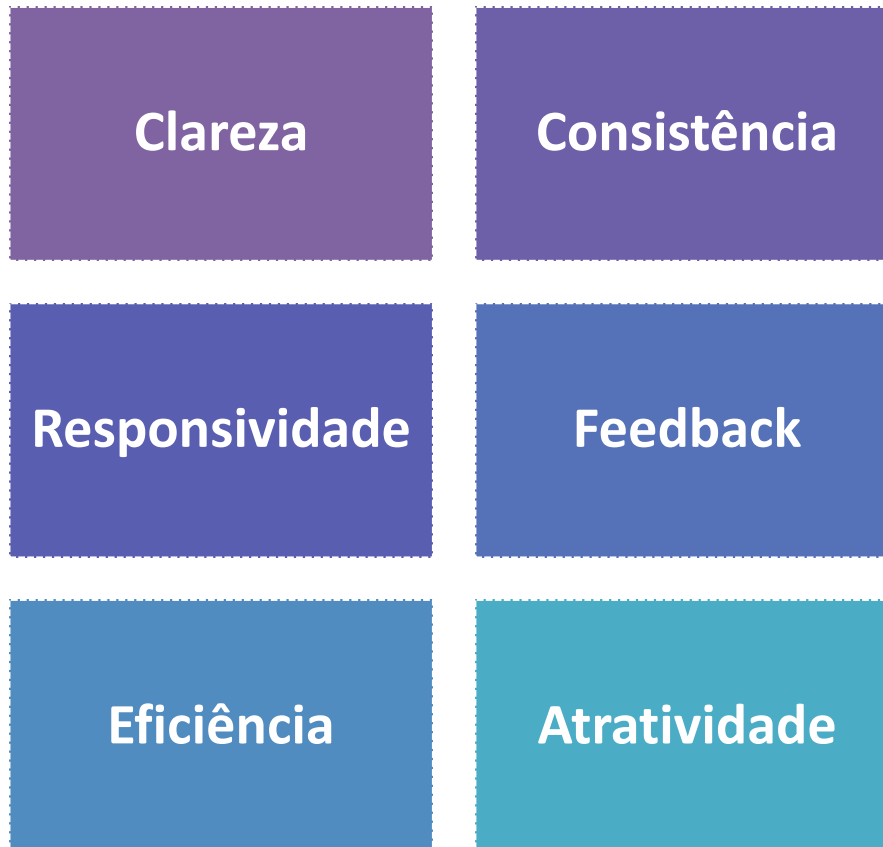 Clareza
Consistência
Responsividade
Feedback
Eficiência
Atratividade